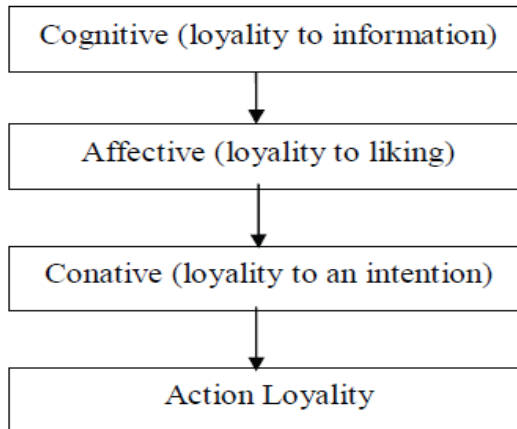 Cognitive (loyality to information)
Affective (loyality to liking)
Conative (loyality to an intention)
Action Loyality